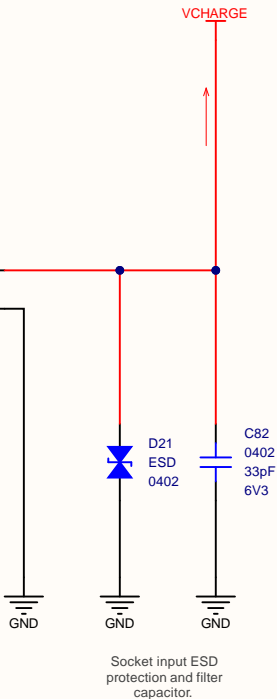 VCHARGE
D21
ESD
0402
C82
0402
33pF
6V3
GND
GND
GND
Socket input ESD
protection and filter
capacitor.